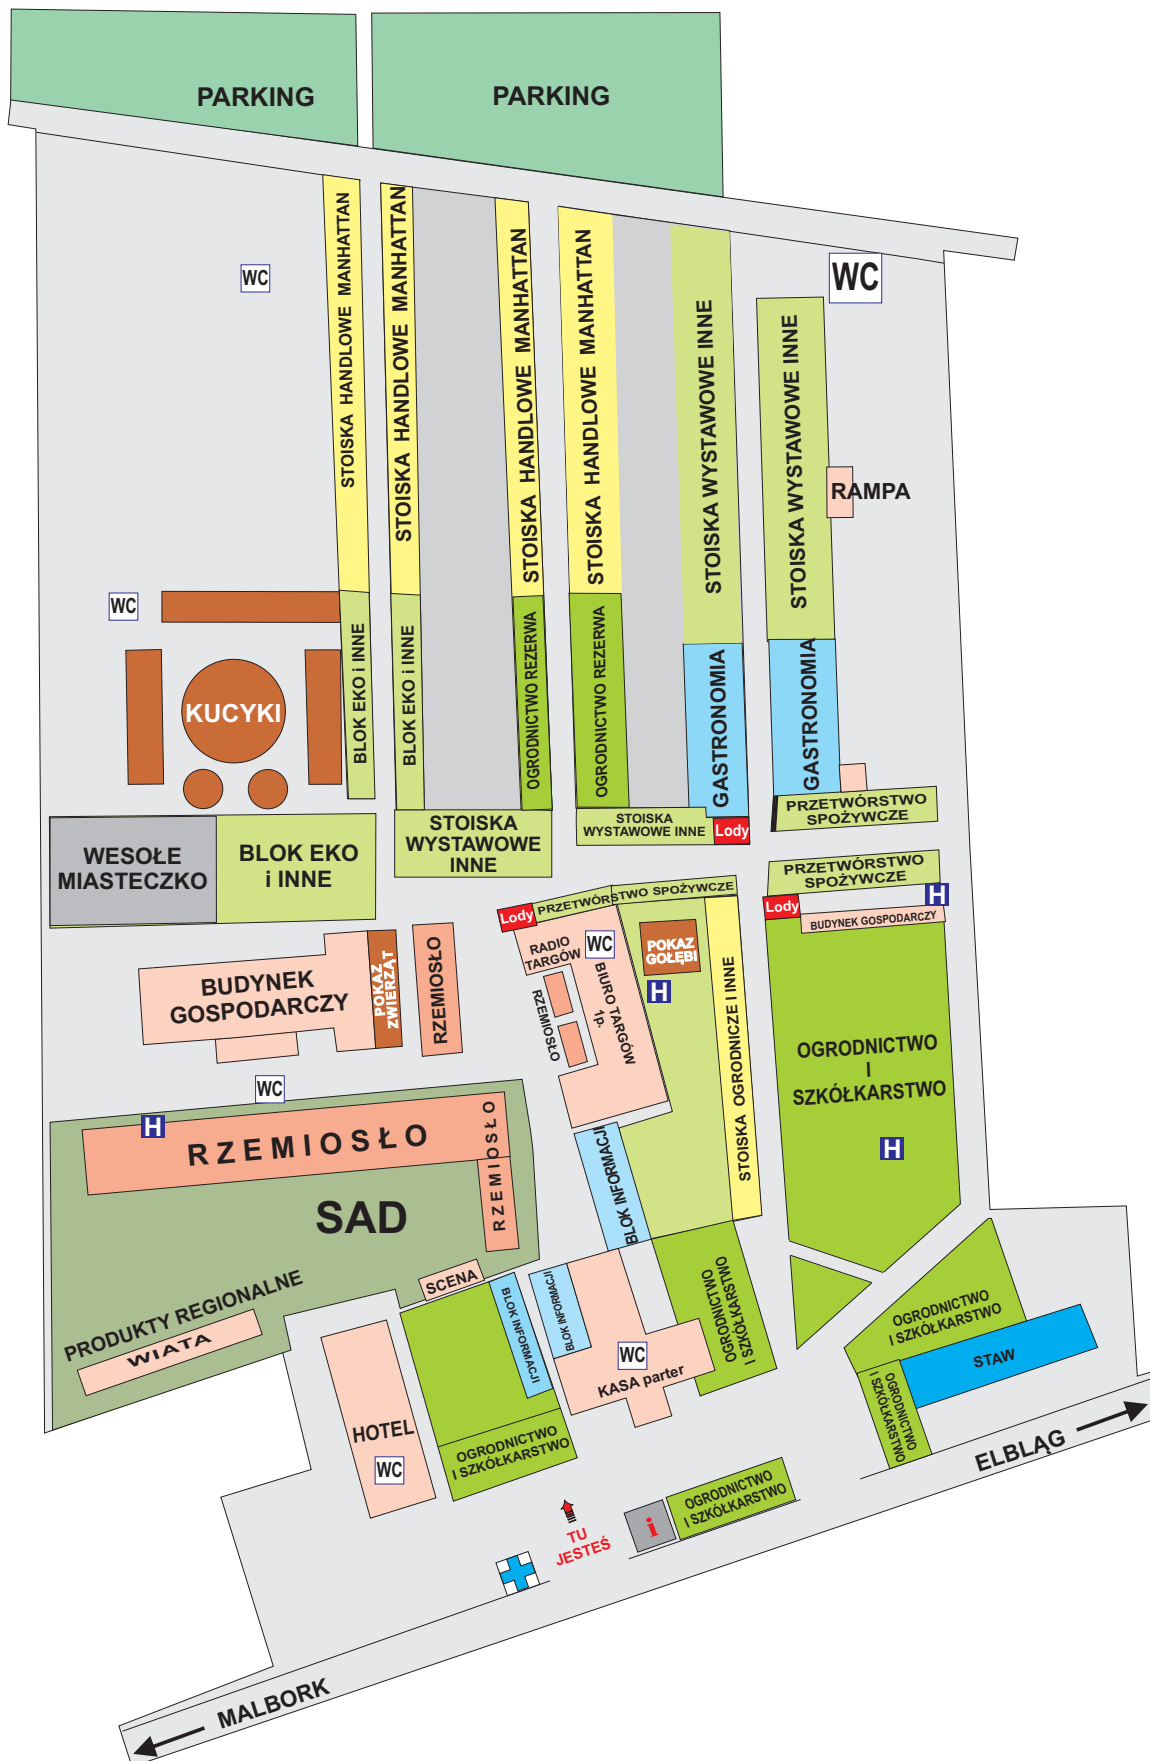 PARKING
PARKING
STOISKA HANDLOWE MANHATTAN
STOISKA HANDLOWE MANHATTAN
STOISKA HANDLOWE MANHATTAN
STOISKA HANDLOWE MANHATTAN
STOISKA WYSTAWOWE INNE
STOISKA WYSTAWOWE INNE
WC
WC
RAMPA
WC
BLOK EKO i INNE
BLOK EKO i INNE
OGRODNICTWO REZERWA
OGRODNICTWO REZERWA
GASTRONOMIA
GASTRONOMIA
KUCYKI
PRZETWÓRSTWO
SPOŻYWCZE
WESOŁE
MIASTECZKO
BLOK EKO
i INNE
STOISKA
WYSTAWOWE
INNE
STOISKA
WYSTAWOWE INNE
Lody
PRZETWÓRSTWO
SPOŻYWCZE
Lody
H
BUDYNEK GOSPODARCZY
Lody
PRZETWÓRSTWO SPOŻYWCZE
RADIO
TARGÓW
WC
POKAZ
GOŁĘBI
H
BUDYNEK
GOSPODARCZY
POKAZ
ZWIERZĄT
RZEMIOSŁO
RZEMIOSŁO
BIURO TARGÓW
1p.
STOISKA OGRODNICZE I INNE
OGRODNICTWO
I
SZKÓŁKARSTWO
H
WC
H
RZEMIOSŁO
RZEMIOSŁO
SAD
BLOK INFORMACJI
PRODUKTY REGIONALNE
WIATA
SCENA
BLOK INFORMACJI
BLOK INFORMACJI
OGRODNICTWO
I SZKÓŁKARSTWO
WC
KASA parter
OGRODNICTWO
I SZKÓŁKARSTWO
STAW
OGRODNICTWO
I SZKÓŁKARSTWO
HOTEL
WC
OGRODNICTWO
I SZKÓŁKARSTWO
ELBLĄG
OGRODNICTWO
I SZKÓŁKARSTWO
i
TU
JESTEŚ
MALBORK